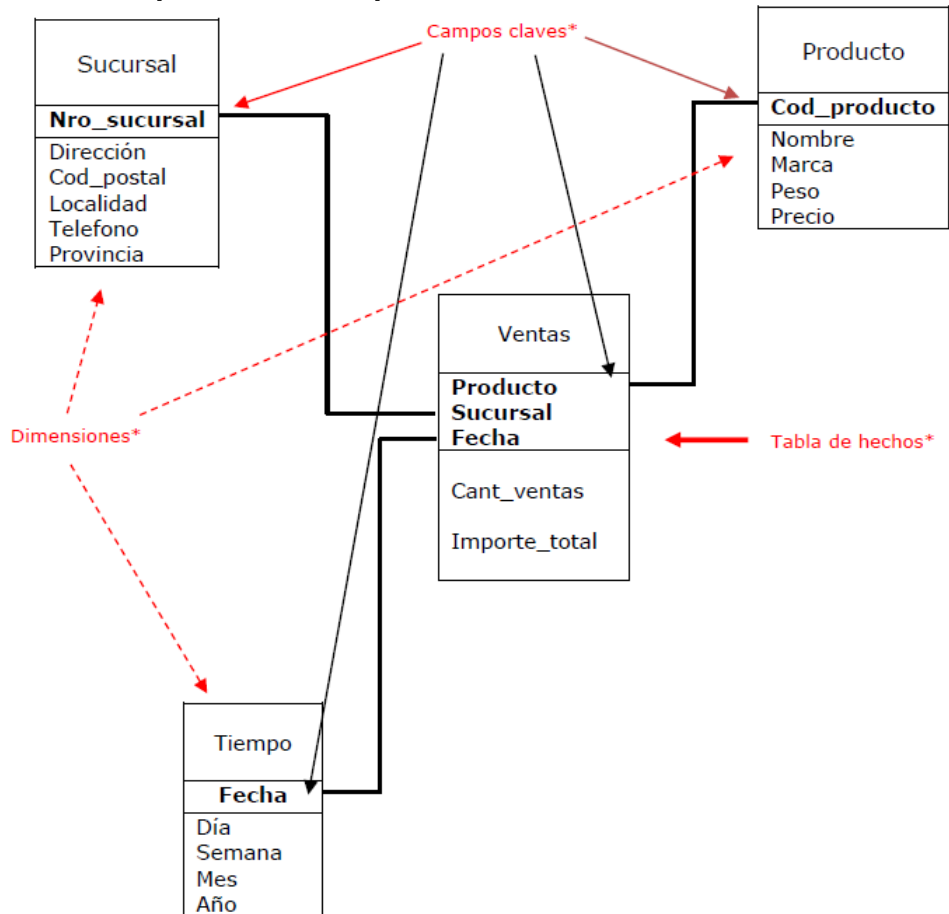 Campos claves*
Sucursal
Nro_sucursal
Dirección
Cod_postal
Localidad
Telefono
Provincia
Producto
Cod_producto
Nombre
Marca
Peso
Precio
Ventas
Producto
Sucursal
Fecha
Cant_ventas
Importe_total
Dimensiones*
Tabla de hechos*
Tiempo
Fecha
Día
Semana
Mes
Año